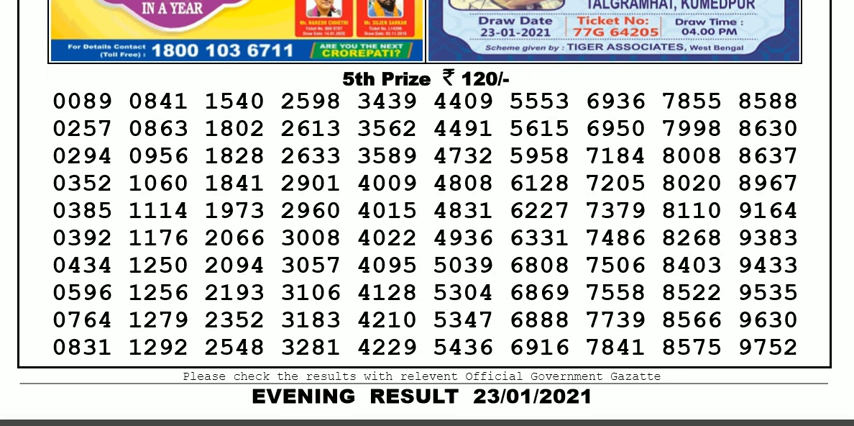 IN A YEAR
Mr. RAKESH CHHETRI
Mr. SUJEN SARKAR
For Details Contact
(Toll Free) : 1800 103 6711
ARE YOU THE NEXT
CROREPATI?
TALGRAMHAT, KUMEDPUR
Draw Date
23-01-2021
Ticket No:
77G 64205
Draw Time :
04.00 PM
Scheme given by : TIGER ASSOCIATES, West Bengal
5th Prize ₹ 120/-
0089 0841 1540 2598 3439 4409 5553 6936 7855 8588
0257 0863 1802 2613 3562 4491 5615 6950 7998 8630
0294 0956 1828 2633 3589 4732 5958 7184 8008 8637
0352 1060 1841 2901 4009 4808 6128 7205 8020 8967
0385 1114 1973 2960 4015 4831 6227 7379 8110 9164
0392 1176 2066 3008 4022 4936 6331 7486 8268 9383
0434 1250 2094 3057 4095 5039 6808 7506 8403 9433
0596 1256 2193 3106 4128 5304 6869 7558 8522 9535
0764 1279 2352 3183 4210 5347 6888 7739 8566 9630
0831 1292 2548 3281 4229 5436 6916 7841 8575 9752
Please check the results with relevent Official Government Gazatte
EVENING RESULT 23/01/2021